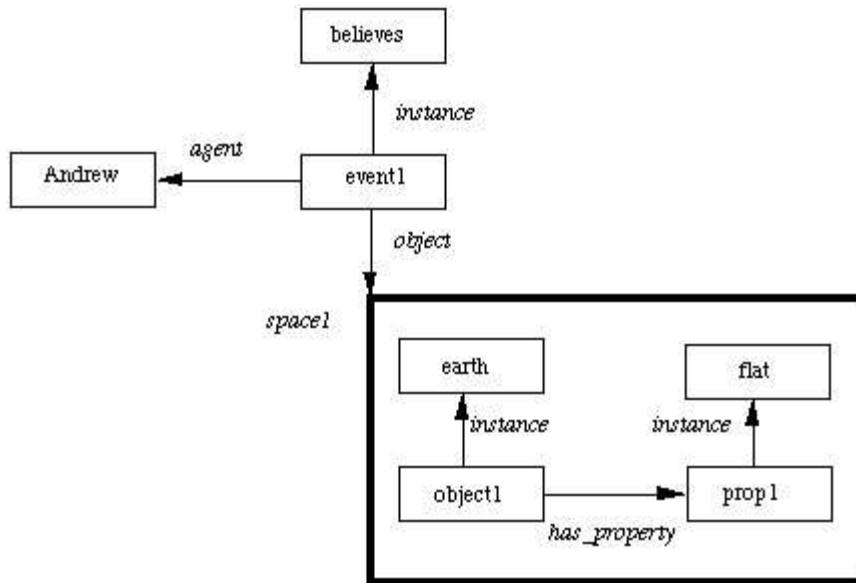 believes
instance
agent
Andrew
event1
object
space1
earth
flat
instance
instance
object1
prop1
has_property